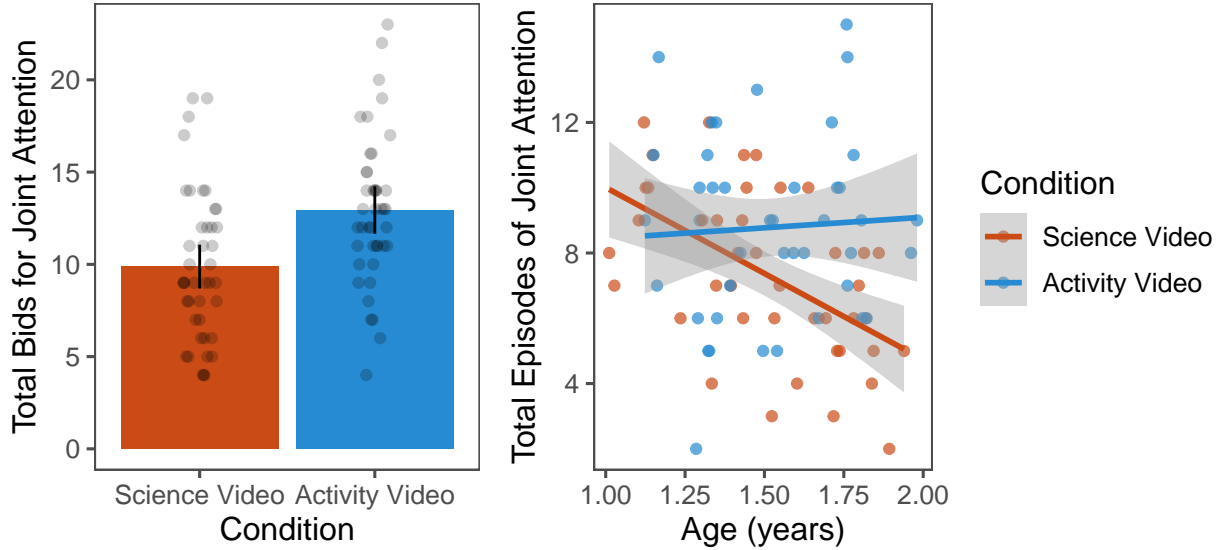 Total Bids for Joint Attention
20
15
10
5
0
Science Video
Activity Video
Condition
Total Episodes of Joint Attention
12
8
4
1.00
1.25
1.50
1.75
2.00
Age (years)
Condition
Science Video
Activity Video